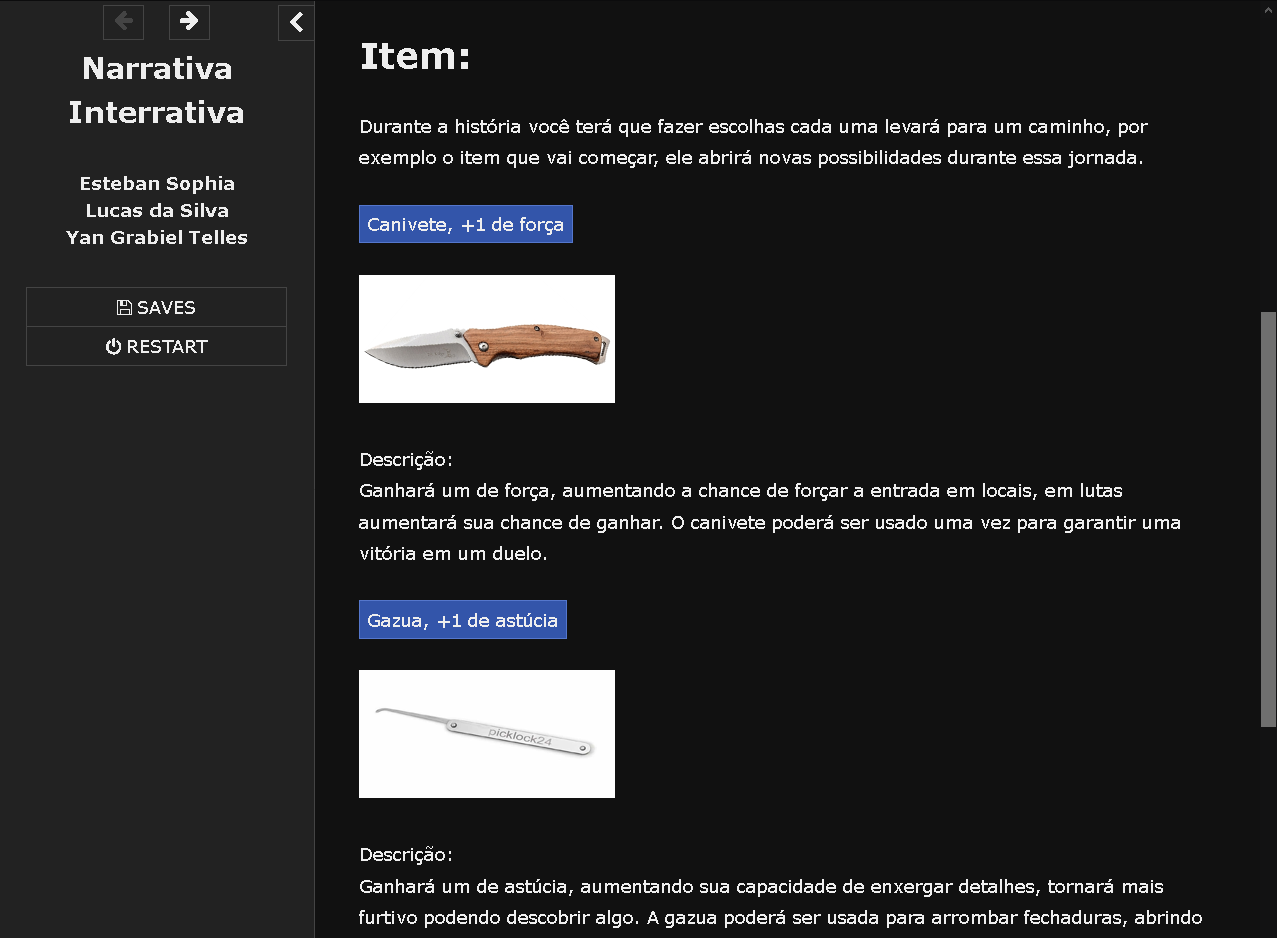 Narrativa
Interrativa
Esteban Sophia
Lucas da Silva
Yan Grabiel Telles
SAVES
RESTART
Item:
Durante a história você terá que fazer escolhas cada uma levará para um caminho, por
exemplo o item que vai começar, ele abrirá novas possibilidades durante essa jornada.
Canivete, +1 de força
Descrição:
Ganhará um de força, aumentando a chance de forçar a entrada em locais, em lutas
aumentará sua chance de ganhar. O canivete poderá ser usado uma vez para garantir uma
vitória em um duelo.
Gazua, +1 de astúcia
picklock24
Descrição:
Ganhará um de astúcia, aumentando sua capacidade de enxergar detalhes, tornará mais
furtivo podendo descobrir algo. A gazua poderá ser usada para arrombar fechaduras, abrindo